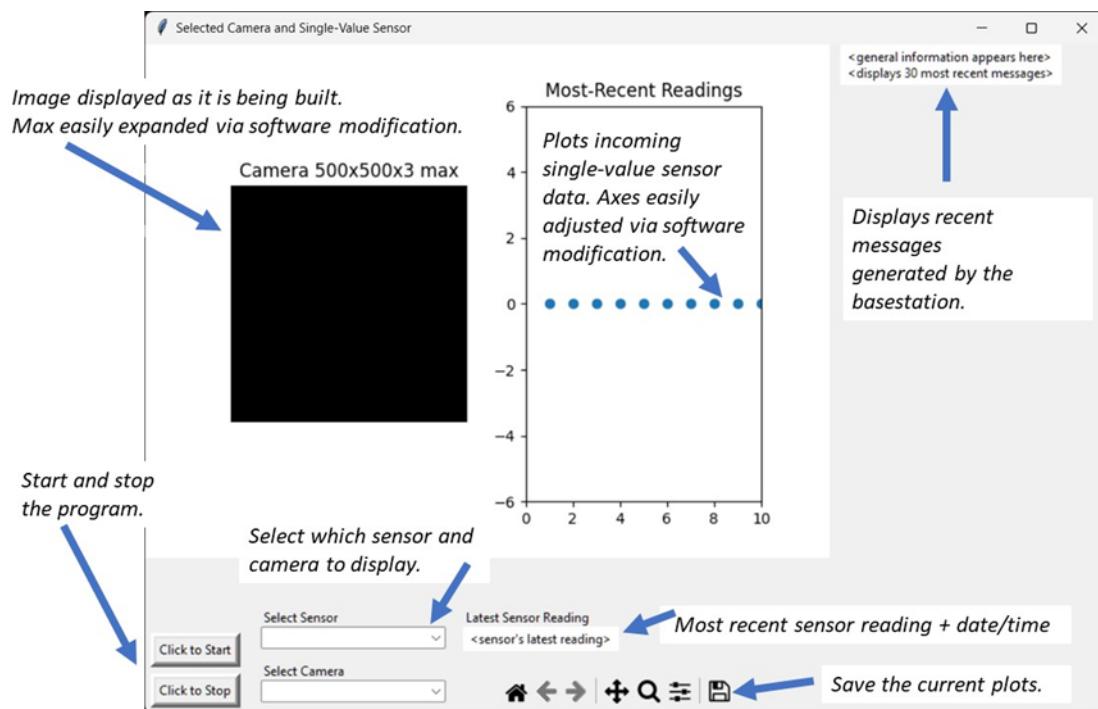 Selected Camera and Single-Value Sensor
<general information appears here>
<displays 30 most recent messages>
Image displayed as it is being built.
Max easily expanded via software modification.
Most-Recent Readings
Camera 500x500x3 max
Plots incoming
single-value sensor
data. Axes easily
adjusted via software
modification.
6
4
2
0
−2
−4
−6
0 2 4 6 8 10
Displays recent
messages
generated by the
basestation.
Start and stop
the program.
Select which sensor and
camera to display.
Select Sensor
Latest Sensor Reading
<sensor's latest reading>
Most recent sensor reading + date/time
Click to Start
Select Camera
Click to Stop
Save the current plots.